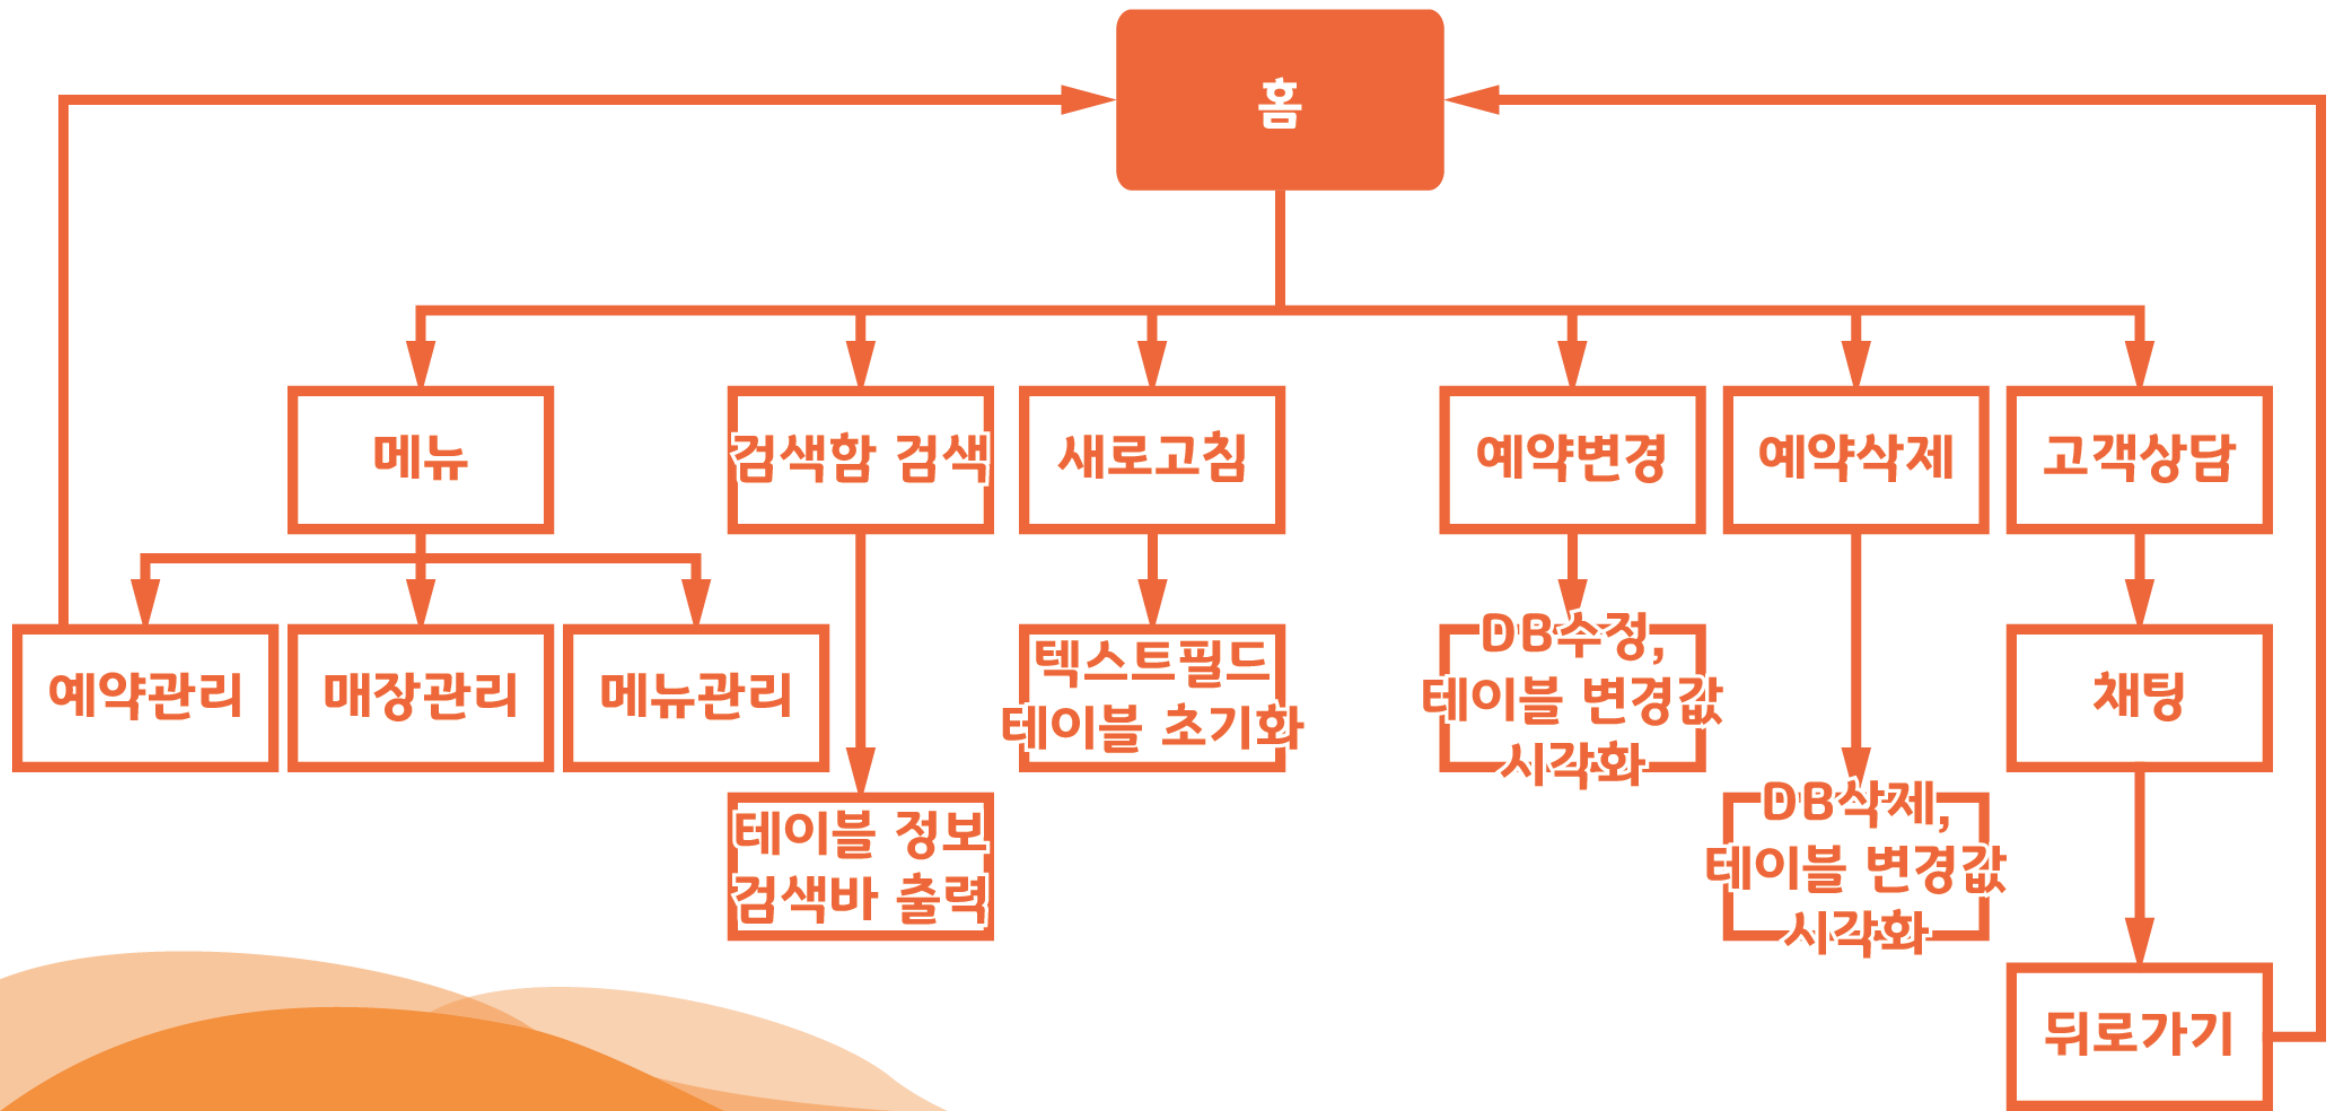 홈
메뉴
검색함 검색
새로고침
예약변경
예약삭제
고객상담
예약관리
매장관리
메뉴관리
텍스트필드
테이블 초기화
DB수정,
테이블 변경값
시각화
채팅
테이블 정보
검색바 출력
DB삭제,
테이블 변경값
시각화
뒤로가기